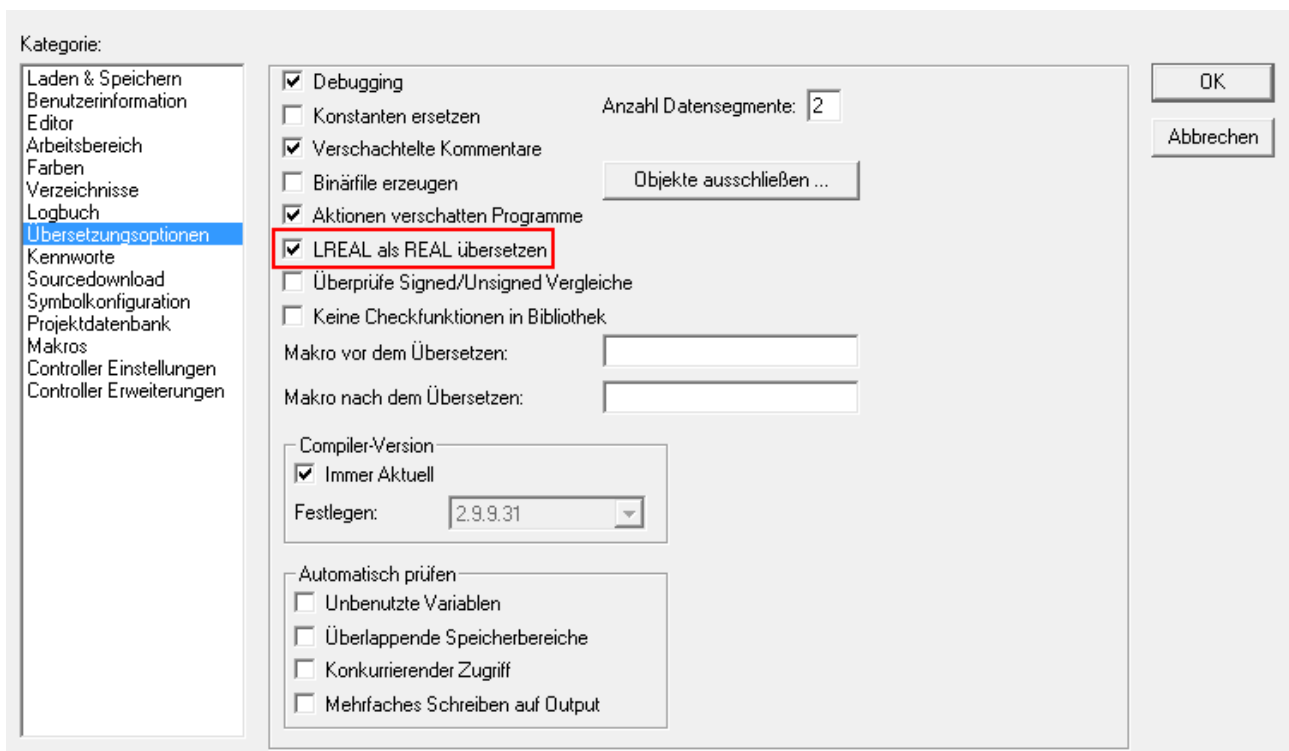 Kategorie:
Laden & Speichern
Benutzerinformation
Editor
Arbeitsbereich
Farben
Verzeichnisse
Logbuch
Übersetzungsoptionen
Kennworte
Sourcedownload
Symbolkonfiguration
Projektdatenbank
Makros
Controller Einstellungen
Controller Erweiterungen
Debugging
Konstanten ersetzen
Anzahl Datensegmente: 2
Verschachtelte Kommentare
Binärfile erzeugen
Objekte ausschließen ...
Aktionen verschatten Programme
LREAL als REAL übersetzen
Überprüfe Signed/Unsigned Vergleiche
Keine Checkfunktionen in Bibliothek
Makro vor dem Übersetzen:
Makro nach dem Übersetzen:
Compiler-Version
Immer Aktuell
Festlegen: 2.9.9.31
Automatisch prüfen
Unbenutzte Variablen
Überlappende Speicherbereiche
Konkurrierender Zugriff
Mehrfaches Schreiben auf Output
OK
Abbrechen